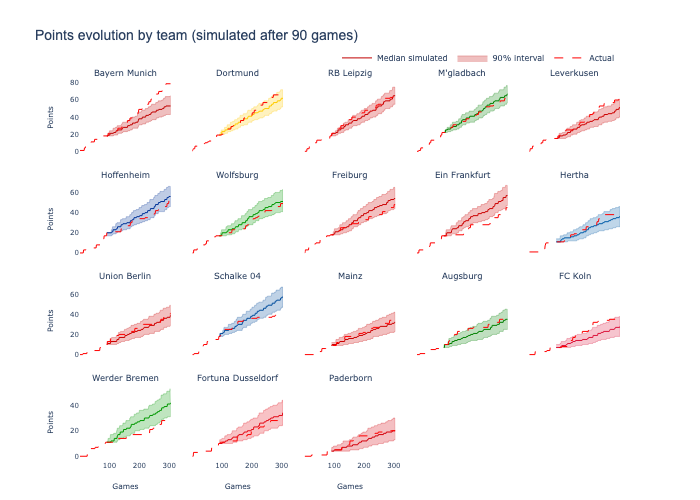 Points evolution by team (simulated after 90 games)
Median simulated 90% interval Actual
Bayern Munich Dortmund RB Leipzig M'gladbach Leverkusen
80
60
40
20
0
Points
Hoffenheim Wolfsburg Freiburg Ein Frankfurt Hertha
60
40
20
0
Points
Union Berlin Schalke 04 Mainz Augsburg FC Koln
60
40
20
0
Points
Werder Bremen Fortuna Dusseldorf Paderborn
40
20
0
Points
100 200 300 100 200 300 100 200 300
Games Games Games